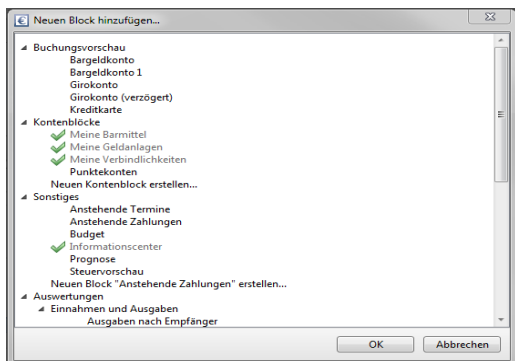 Neuen Block hinzufügen...
Buchungsvorschau
Bargeldkonto
Bargeldkonto 1
Girokonto
Girokonto (verzögert)
Kreditkarte
Kontenblöcke
Meine Barmittel
Meine Geldanlagen
Meine Verbindlichkeiten
Punktekonten
Neuen Kontenblock erstellen...
Sonstiges
Anstehende Termine
Anstehende Zahlungen
Budget
Informationscenter
Prognose
Steuervorschau
Neuen Block "Anstehende Zahlungen" erstellen...
Auswertungen
Einnahmen und Ausgaben
Ausgaben nach Empfänger
OK
Abbrechen